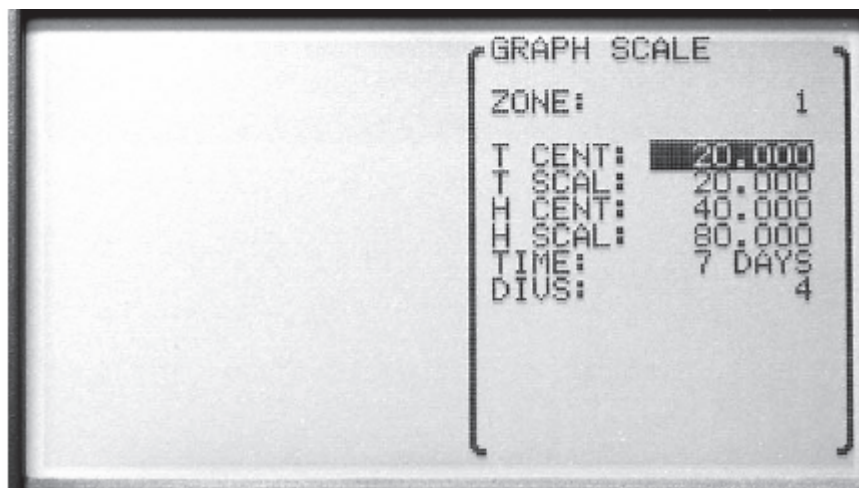 GRAPH SCALE
ZONE: 1
T CENT: 20.000
T SCAL: 20.000
H CENT: 40.000
H SCAL: 80.000
TIME: 7 DAYS
DIVS: 4